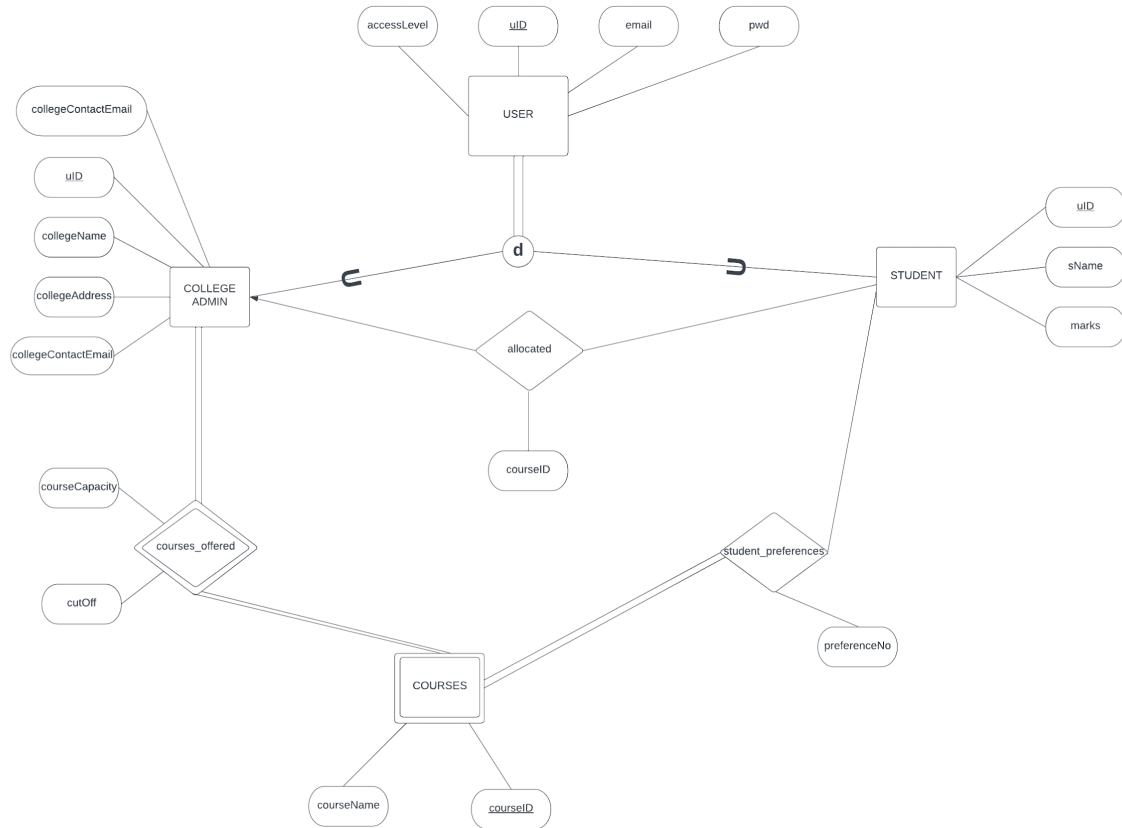 accessLevel
uID
email
pwd
USER
collegeContactEmail
uID
collegeName
collegeAddress
collegeContactEmail
COLLEGE
ADMIN
d
uID
sName
marks
STUDENT
allocated
courseID
courseCapacity
courses_offered
cutOff
student_preferences
preferenceNo
COURSES
courseName
courseID